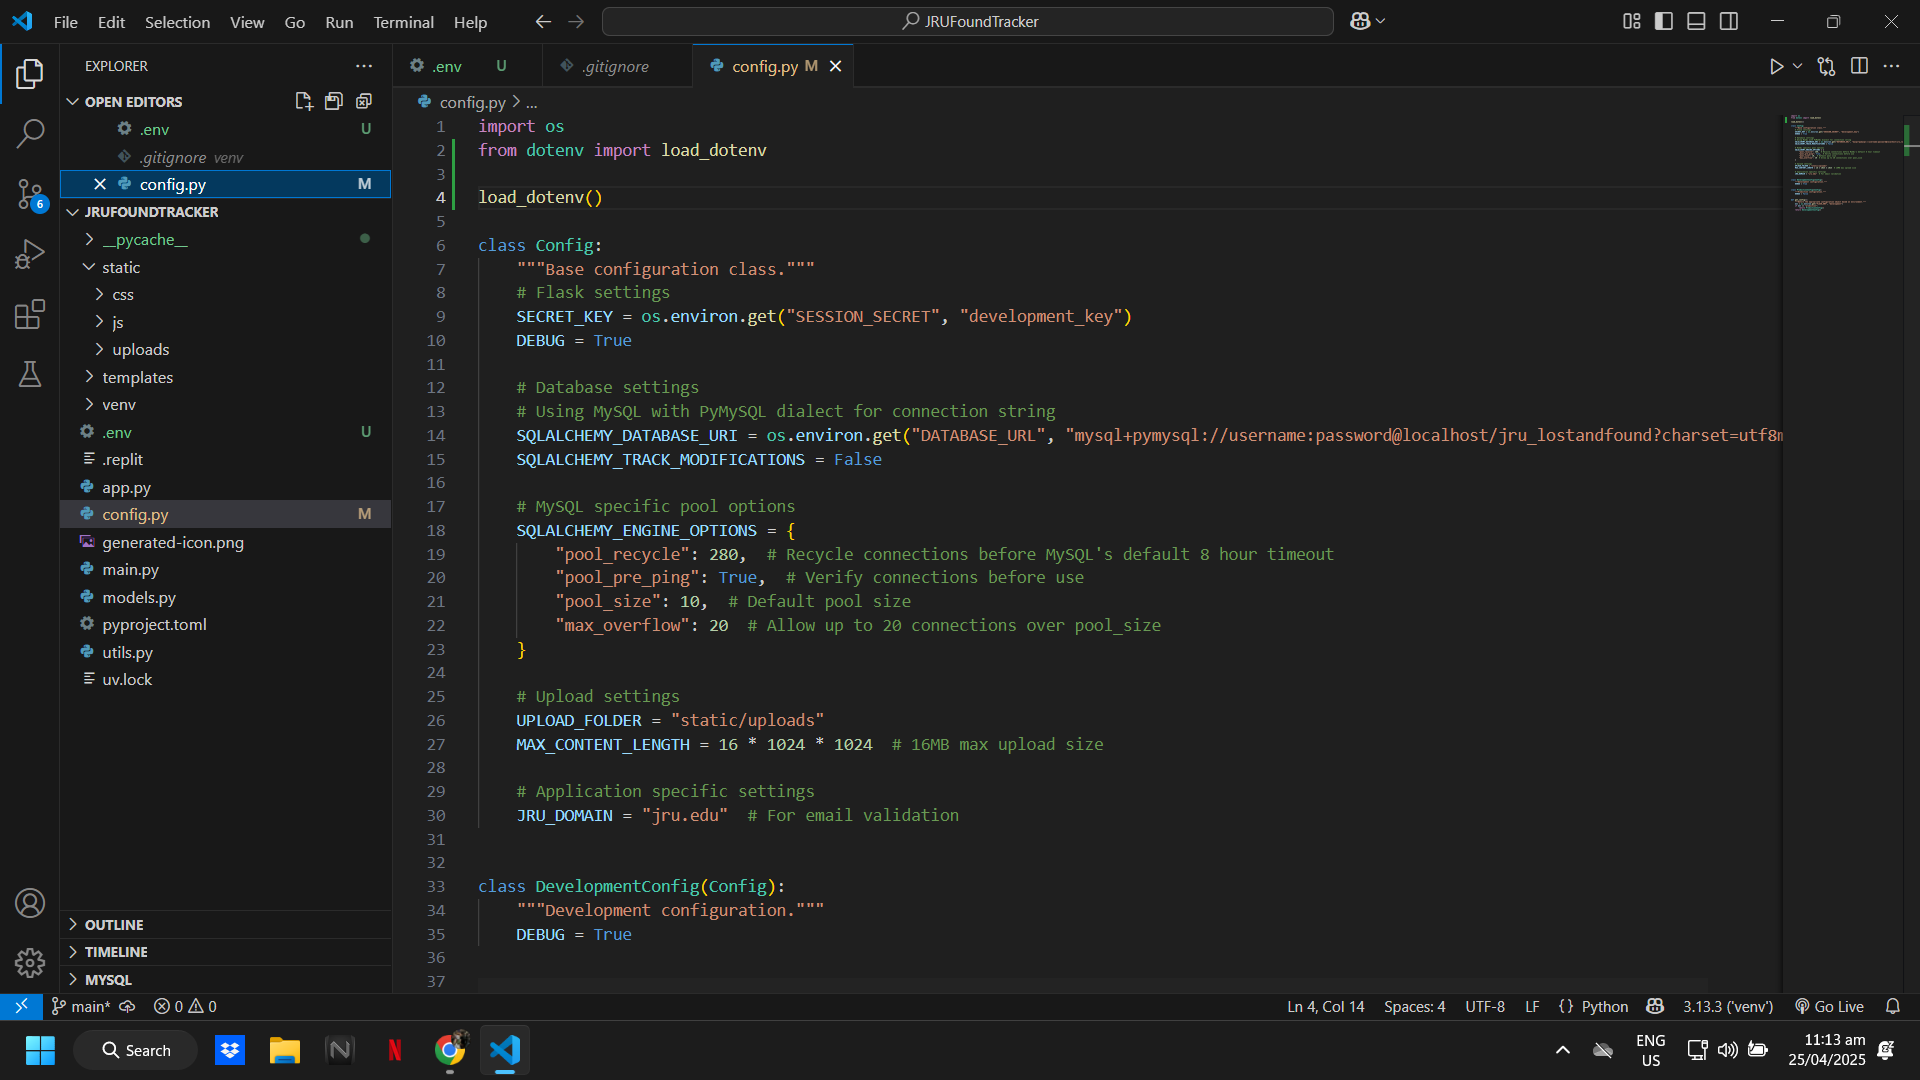 File Edit Selection View Go Run Terminal Help
JRUFoundTracker
EXPLORER
OPEN EDITORS
.env U
.gitignore venv
config.py M
6
JRUFOUNDTRACKER
__pycache__
static
css
js
uploads
templates
venv
.env U
.replit
app.py
config.py M
generated-icon.png
main.py
models.py
pyproject.toml
utils.py
uv.lock
OUTLINE
TIMELINE
MYSQL
.env U .gitignore config.py M
config.py > ...
1 import os
2 from dotenv import load_dotenv
3
4 load_dotenv()
5
6 class Config:
7 """Base configuration class."""
8 # Flask settings
9 SECRET_KEY = os.environ.get("SESSION_SECRET", "development_key")
10 DEBUG = True
11
12 # Database settings
13 # Using MySQL with PyMySQL dialect for connection string
14 SQLALCHEMY_DATABASE_URI = os.environ.get("DATABASE_URL", "mysql+pymysql://username:password@localhost/jru_lostandfound?charset=utf8m
15 SQLALCHEMY_TRACK_MODIFICATIONS = False
16
17 # MySQL specific pool options
18 SQLALCHEMY_ENGINE_OPTIONS = {
19 "pool_recycle": 280, # Recycle connections before MySQL's default 8 hour timeout
20 "pool_pre_ping": True, # Verify connections before use
21 "pool_size": 10, # Default pool size
22 "max_overflow": 20 # Allow up to 20 connections over pool_size
23 }
24
25 # Upload settings
26 UPLOAD_FOLDER = "static/uploads"
27 MAX_CONTENT_LENGTH = 16 * 1024 * 1024 # 16MB max upload size
28
29 # Application specific settings
30 JRU_DOMAIN = "jru.edu" # For email validation
31
32
33 class DevelopmentConfig(Config):
34 """Development configuration."""
35 DEBUG = True
36
37
main* 0 0 Ln 4, Col 14 Spaces: 4 UTF-8 LF {} Python 3.13.3 ('venv') Go Live
Search
ENG
US
11:13 am
25/04/2025